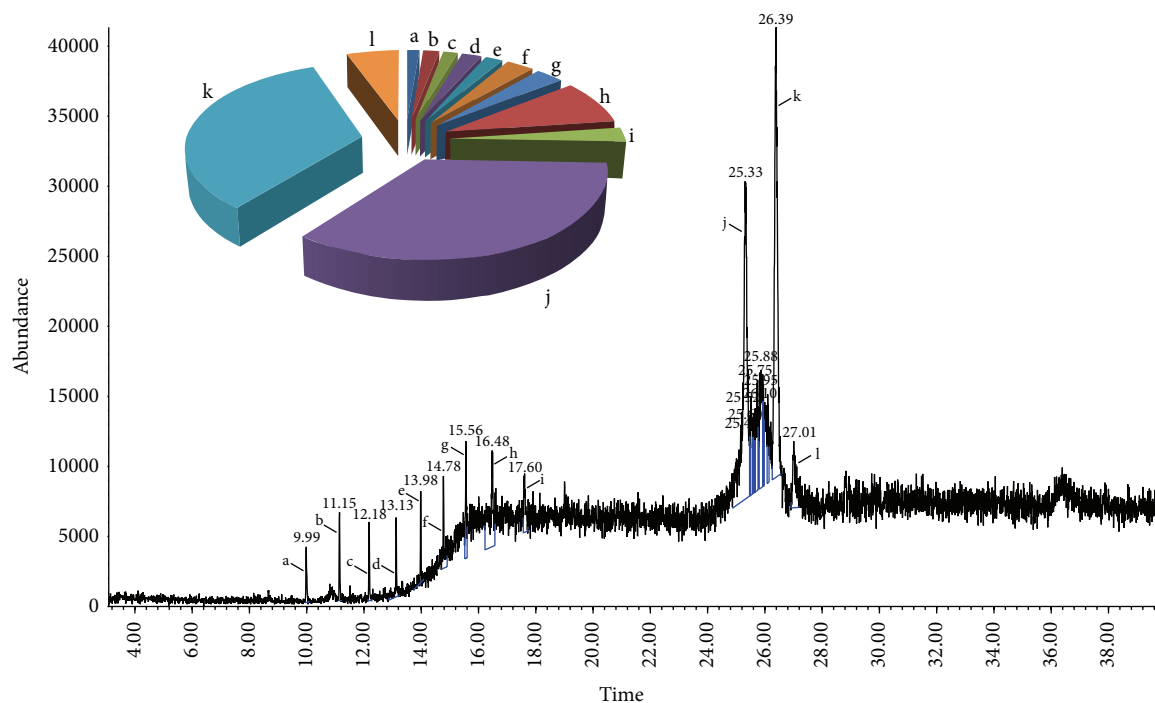 26.39
40000
l
a
b
c
d
e
f
g
h
i
j
k
35000
k
30000
25.33
j
25000
20000
25.88
25.75
15000
15.56
g
16.48
h
14.78
17.60
i
27.01
l
10000
13.98
e
13.13
12.18
11.15
b
f
9.99
a
c
d
5000
0
4.00
6.00
8.00
10.00
12.00
14.00
16.00
18.00
20.00
22.00
24.00
26.00
28.00
30.00
32.00
34.00
36.00
38.00
Abundance
Time